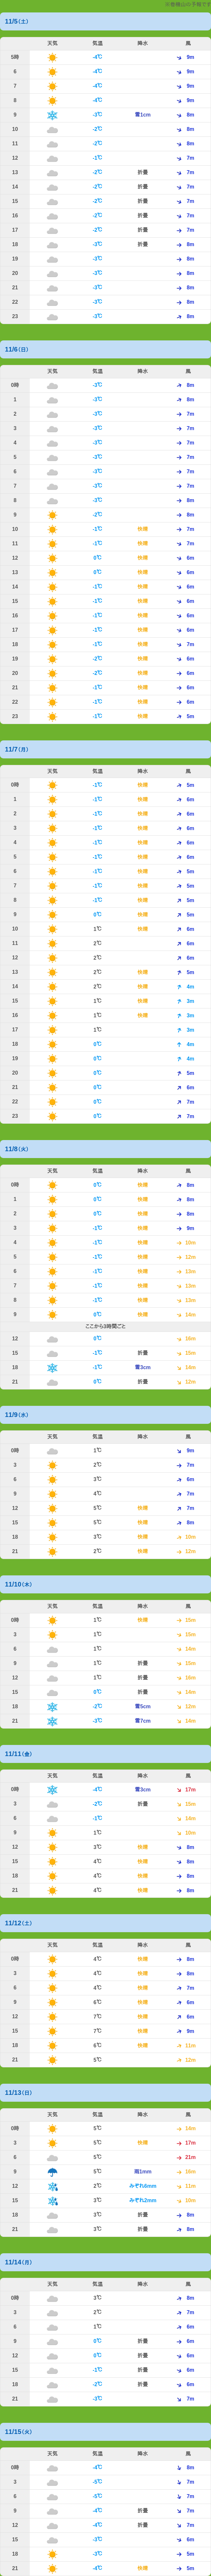 11/5(土)
天気 気温 降水 風
5時 -4℃ 9m
6 -4℃ 9m
7 -4℃ 9m
8 -4℃ 9m
9 -3℃ 雪1cm 8m
10 -2℃ 8m
11 -2℃ 8m
12 -1℃ 7m
13 -2℃ 折畳 7m
14 -2℃ 折畳 7m
15 -2℃ 折畳 7m
16 -2℃ 折畳 7m
17 -2℃ 折畳 8m
18 -3℃ 折畳 8m
19 -3℃ 8m
20 -3℃ 8m
21 -3℃ 8m
22 -3℃ 8m
23 -3℃ 8m
11/6(日)
天気 気温 降水 風
0時 -3℃ 8m
1 -3℃ 8m
2 -3℃ 7m
3 -3℃ 7m
4 -3℃ 7m
5 -3℃ 7m
6 -3℃ 7m
7 -3℃ 7m
8 -3℃ 8m
9 -2℃ 8m
10 -1℃ 快晴 7m
11 -1℃ 快晴 7m
12 0℃ 快晴 6m
13 0℃ 快晴 6m
14 -1℃ 快晴 6m
15 -1℃ 快晴 6m
16 -1℃ 快晴 6m
17 -1℃ 快晴 6m
18 -1℃ 快晴 7m
19 -2℃ 快晴 6m
20 -2℃ 快晴 7m
21 -1℃ 快晴 6m
22 -1℃ 快晴 6m
23 -1℃ 快晴 5m
11/7(月)
天気 気温 降水 風
0時 -1℃ 快晴 5m
1 -1℃ 快晴 6m
2 -1℃ 快晴 6m
3 -1℃ 快晴 6m
4 -1℃ 快晴 6m
5 -1℃ 快晴 6m
6 -1℃ 快晴 5m
7 -1℃ 快晴 5m
8 -1℃ 快晴 5m
9 0℃ 快晴 5m
10 1℃ 快晴 6m
11 2℃ 6m
12 2℃ 6m
13 2℃ 快晴 5m
14 2℃ 快晴 4m
15 1℃ 快晴 3m
16 1℃ 快晴 3m
17 1℃ 3m
18 0℃ 4m
19 0℃ 4m
20 0℃ 5m
21 0℃ 6m
22 0℃ 7m
23 0℃ 7m
11/8(火)
天気 気温 降水 風
0時 0℃ 快晴 8m
1 0℃ 快晴 8m
2 0℃ 快晴 8m
3 -1℃ 快晴 9m
4 -1℃ 快晴 10m
5 -1℃ 快晴 12m
6 -1℃ 快晴 13m
7 -1℃ 快晴 13m
8 -1℃ 快晴 13m
9 0℃ 快晴 14m
ここから3時間ごと
12 0℃ 16m
15 -1℃ 折畳 15m
18 -1℃ 雪3cm 14m
21 0℃ 折畳 12m
11/9(水)
天気 気温 降水 風
0時 1℃ 9m
3 2℃ 7m
6 3℃ 快晴 6m
9 4℃ 快晴 7m
12 5℃ 快晴 7m
15 5℃ 快晴 8m
18 3℃ 快晴 10m
21 2℃ 快晴 12m
11/10(木)
天気 気温 降水 風
0時 1℃ 快晴 15m
3 1℃ 15m
6 1℃ 14m
9 1℃ 折畳 15m
12 1℃ 折畳 16m
15 0℃ 折畳 14m
18 -2℃ 雪5cm 12m
21 -3℃ 雪7cm 14m
11/11(金)
天気 気温 降水 風
0時 -4℃ 雪3cm 17m
3 -2℃ 折畳 15m
6 -1℃ 14m
9 1℃ 10m
12 3℃ 快晴 8m
15 4℃ 快晴 8m
18 4℃ 快晴 8m
21 4℃ 快晴 8m
11/12(土)
天気 気温 降水 風
0時 4℃ 快晴 8m
3 4℃ 快晴 8m
6 4℃ 快晴 7m
9 6℃ 快晴 6m
12 7℃ 快晴 6m
15 7℃ 快晴 9m
18 6℃ 快晴 11m
21 5℃ 12m
11/13(日)
天気 気温 降水 風
0時 5℃ 14m
3 5℃ 快晴 17m
6 5℃ 21m
9 5℃ 雨1mm 16m
12 2℃ みぞれ6mm 11m
15 3℃ みぞれ2mm 10m
18 3℃ 折畳 8m
21 3℃ 折畳 8m
11/14(月)
天気 気温 降水 風
0時 3℃ 8m
3 2℃ 7m
6 1℃ 6m
9 0℃ 折畳 6m
12 0℃ 折畳 6m
15 -1℃ 折畳 6m
18 -2℃ 折畳 6m
21 -3℃ 7m
11/15(火)
天気 気温 降水 風
0時 -4℃ 8m
3 -5℃ 7m
6 -5℃ 7m
9 -4℃ 折畳 7m
12 -4℃ 折畳 7m
15 -3℃ 6m
18 -3℃ 5m
21 -4℃ 快晴 5m